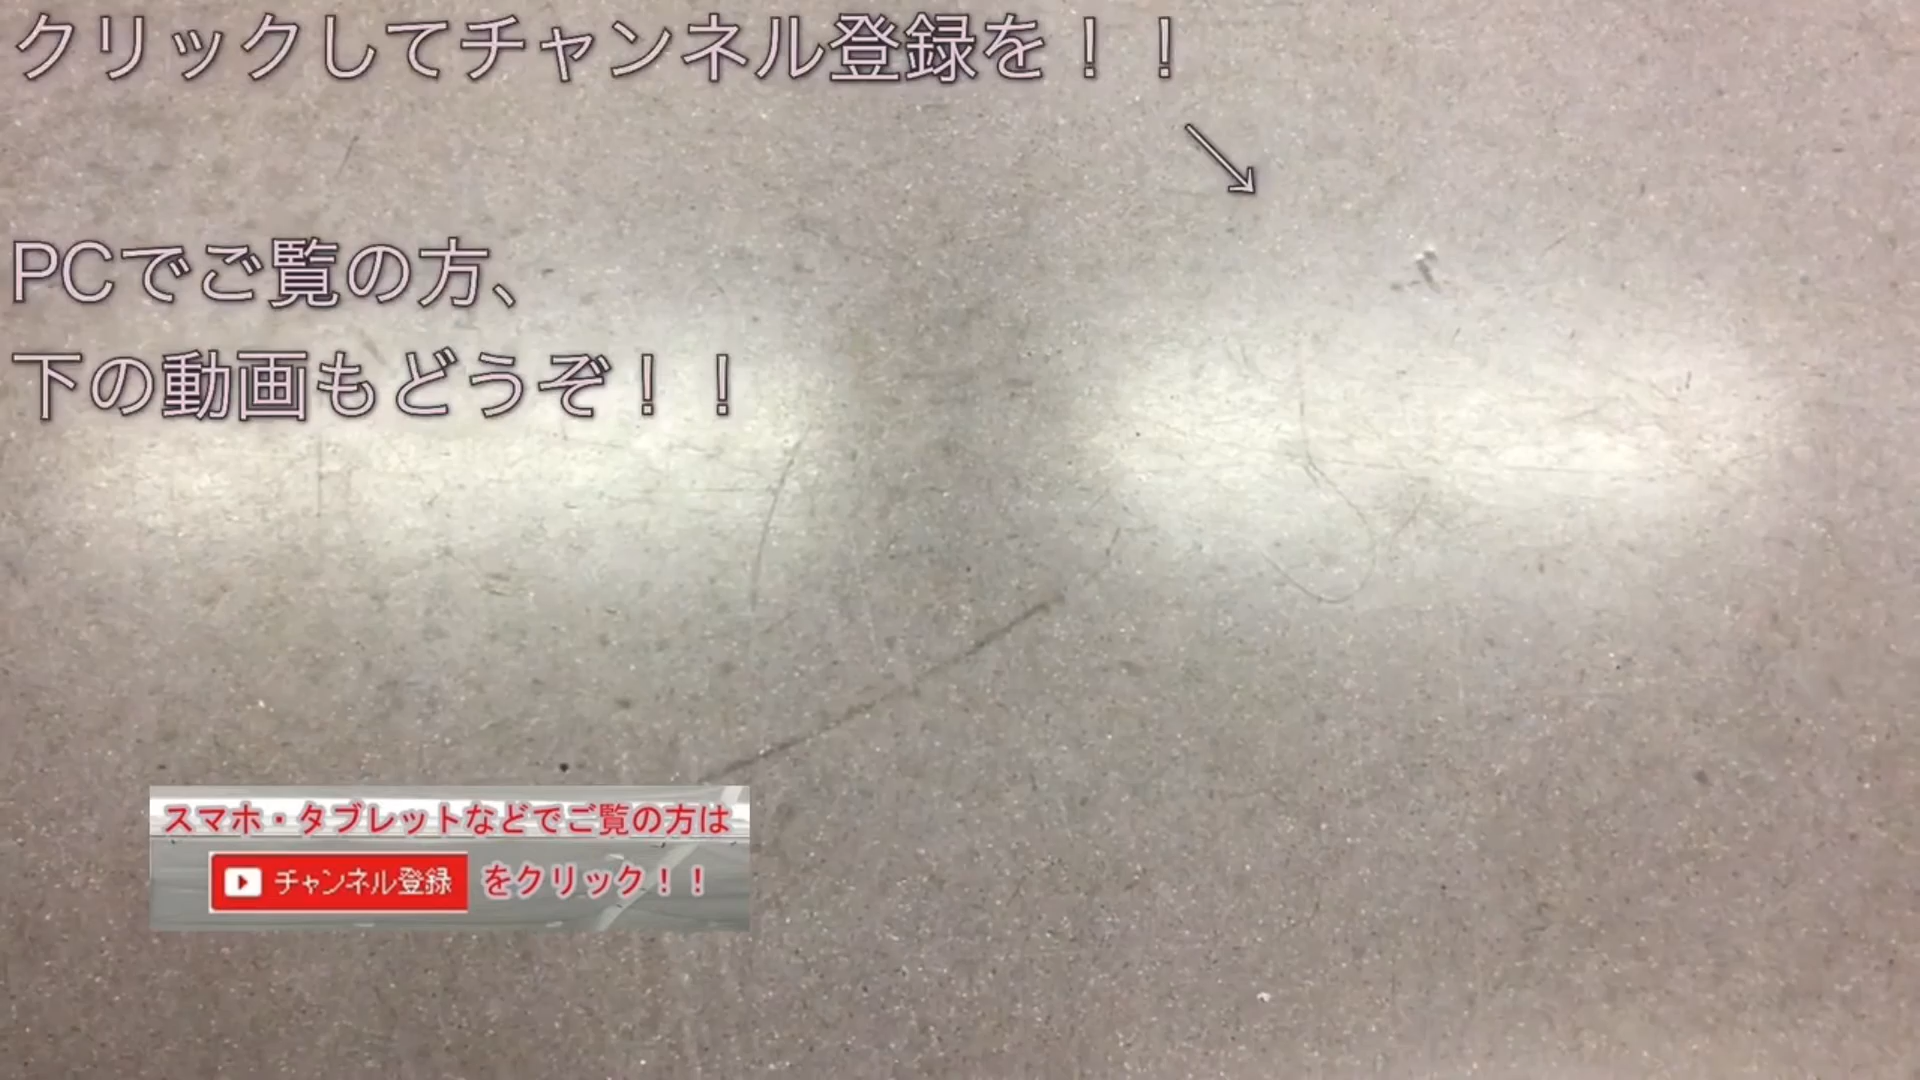 クリックしてチャンネル登録を！！
↘
PCでご覧の方、
下の動画もどうぞ！！
スマホ・タブレットなどでご覧の方は
チャンネル登録 をクリック！！